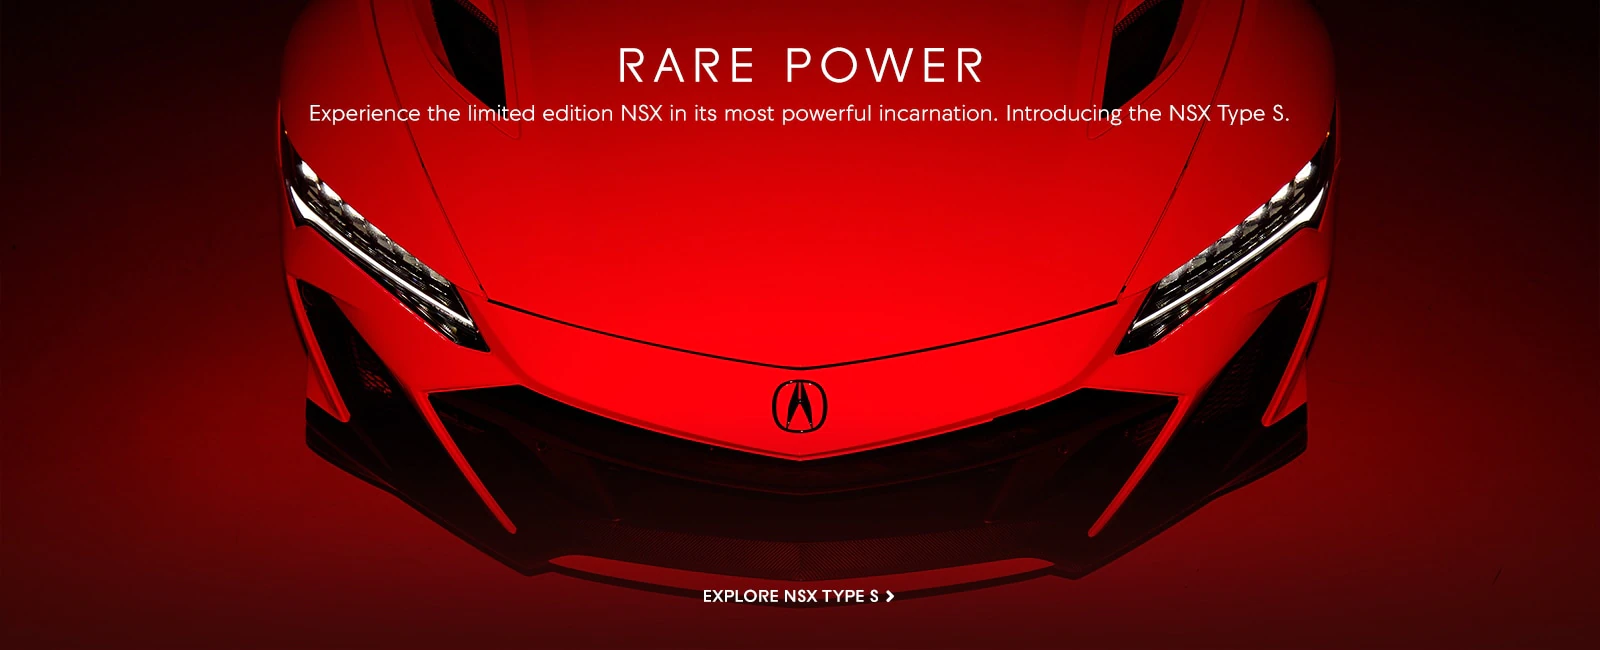 RARE POWER
Experience the limited edition NSX in its most powerful incarnation. Introducing the NSX Type S.
EXPLORE NSX TYPE S >